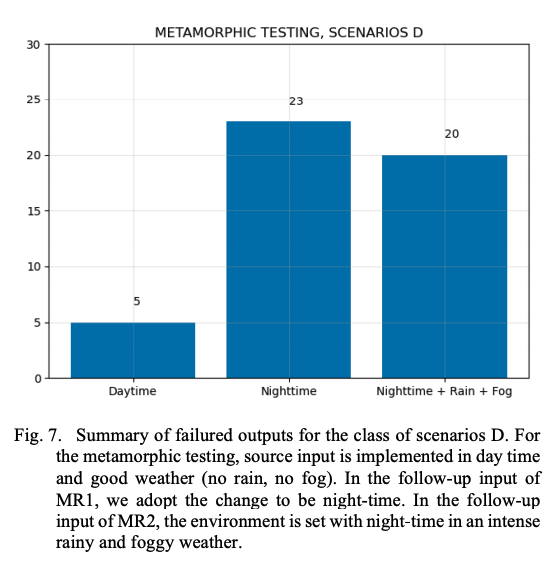 METAMORPHIC TESTING, SCENARIOS D
30
25
20
15
10
5
0
5
23
20
Daytime
Nighttime
Nighttime + Rain + Fog
Fig. 7. Summary of failured outputs for the class of scenarios D. For
the metamorphic testing, source input is implemented in day time
and good weather (no rain, no fog). In the follow-up input of
MR1, we adopt the change to be night-time. In the follow-up
input of MR2, the environment is set with night-time in an intense
rainy and foggy weather.